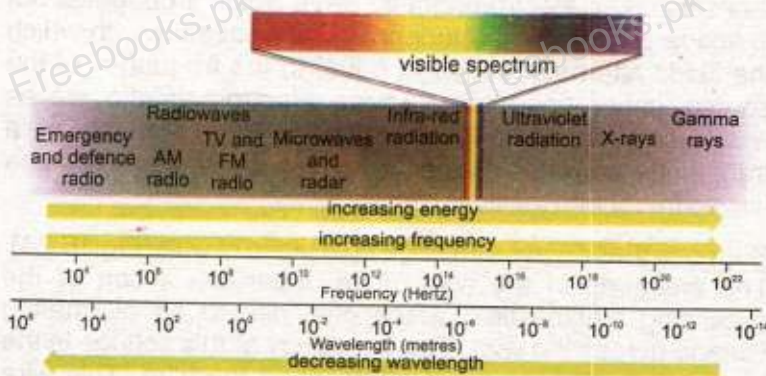 Freebooks.pk
Freebooks.pk
visible spectrum
Radiowaves
Emergency
and defence
radio
AM
radio
TV and
FM
radio
Microwaves
and
radar
Infra-red
radiation
Ultraviolet
radiation
X-rays
Gamma
rays
increasing energy
increasing frequency
10⁴ 10⁶ 10⁸ 10¹⁰ 10¹² 10¹⁴ 10¹⁶ 10¹⁸ 10²⁰ 10²²
Frequency (Hertz)
10⁶ 10⁴ 10² 10⁰ 10⁻² 10⁻⁴ 10⁻⁶ 10⁻⁸ 10⁻¹⁰ 10⁻¹² 10⁻¹⁴
Wavelength (metres)
decreasing wavelength